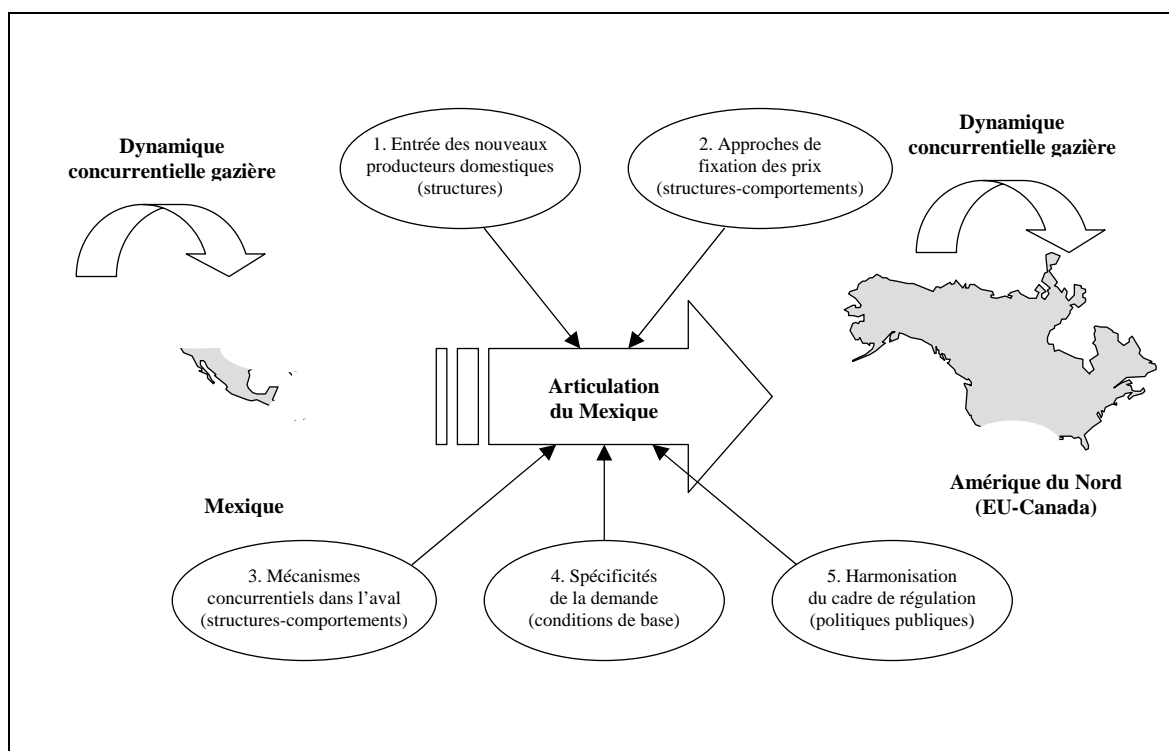 Dynamique
concurrentielle gazière
1. Entrée des nouveaux
producteurs domestiques
(structures)
2. Approches de
fixation des prix
(structures-comportements)
Dynamique
concurrentielle gazière
Articulation
du Mexique
Mexique
Amérique du Nord
(EU-Canada)
3. Mécanismes
concurrentiels dans l’aval
(structures-comportements)
4. Spécificités
de la demande
(conditions de base)
5. Harmonisation
du cadre de régulation
(politiques publiques)